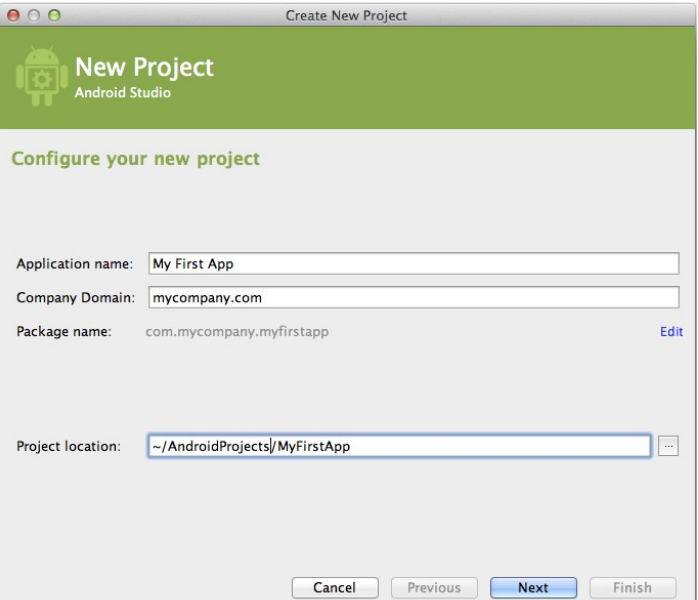 Create New Project
New Project
Android Studio
Configure your new project
Application name: My First App
Company Domain: mycompany.com
Package name: com.mycompany.myfirstapp Edit
Project location: ~/AndroidProjects/MyFirstApp ...
Cancel Previous Next Finish